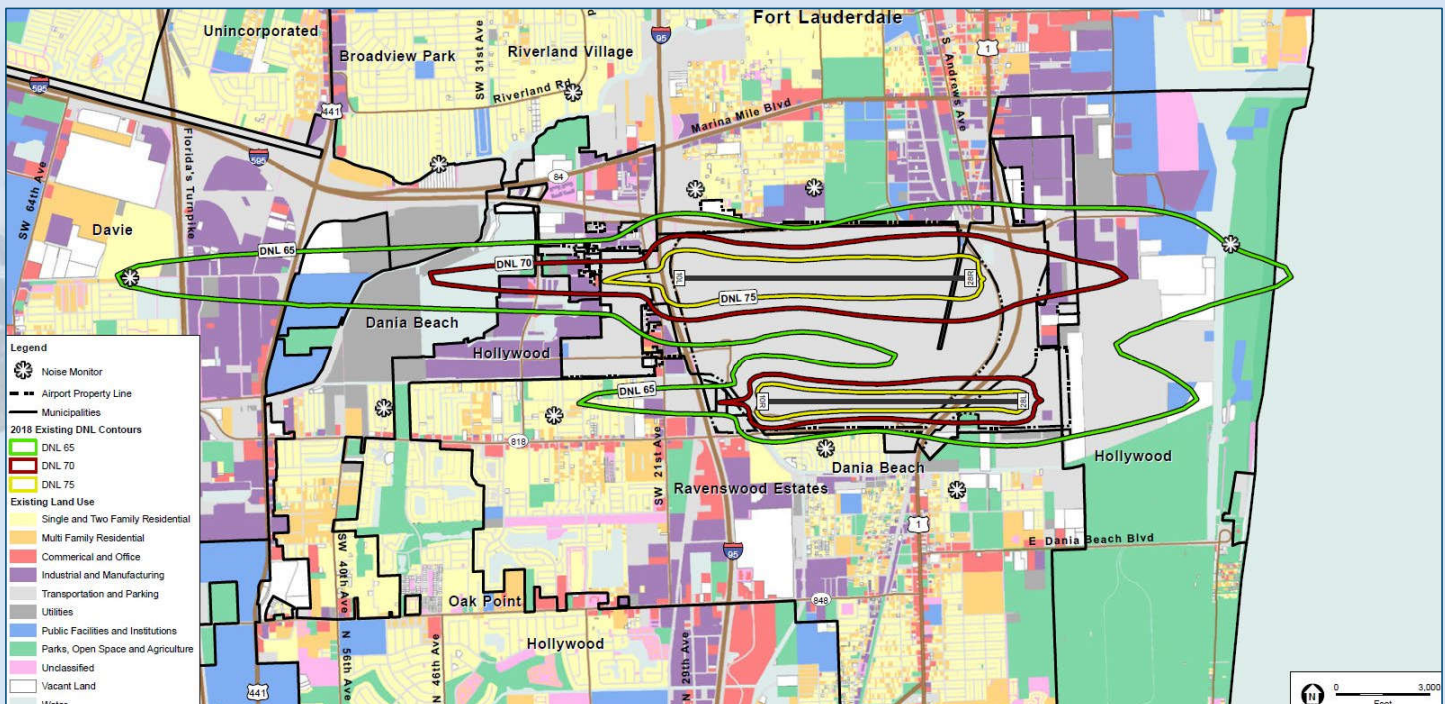 Fort Lauderdale
Unincorporated
Broadview Park
SW 31st Ave
Riverland Village
95
1
S Andrews Ave
595
441
Riverland Rd
Marina Mile Blvd
SW 64th Ave
Florida's Turnpike
595
84
Davie
DNL 65
DNL 70
10L
28R
DNL 75
Dania Beach
Hollywood
DNL 65
10R
28L
818
SW 21st Ave
Dania Beach
Hollywood
Ravenswood Estates
1
95
E Dania Beach Blvd
SW 40th Ave
Oak Point
848
Hollywood
N 56th Ave
N 46th Ave
N 29th Ave
441
Legend
Noise Monitor
Airport Property Line
Municipalities
2018 Existing DNL Contours
DNL 65
DNL 70
DNL 75
Existing Land Use
Single and Two Family Residential
Multi Family Residential
Commerical and Office
Industrial and Manufacturing
Transportation and Parking
Utilities
Public Facilities and Institutions
Parks, Open Space and Agriculture
Unclassified
Vacant Land
Water
N
0 3,000
Feet